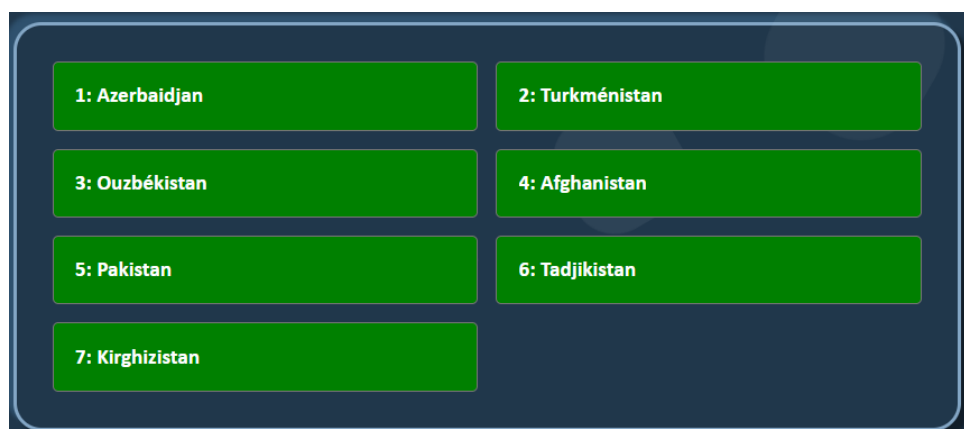 1: Azerbaidjan
2: Turkménistan
3: Ouzbékistan
4: Afghanistan
5: Pakistan
6: Tadjikistan
7: Kirghizistan